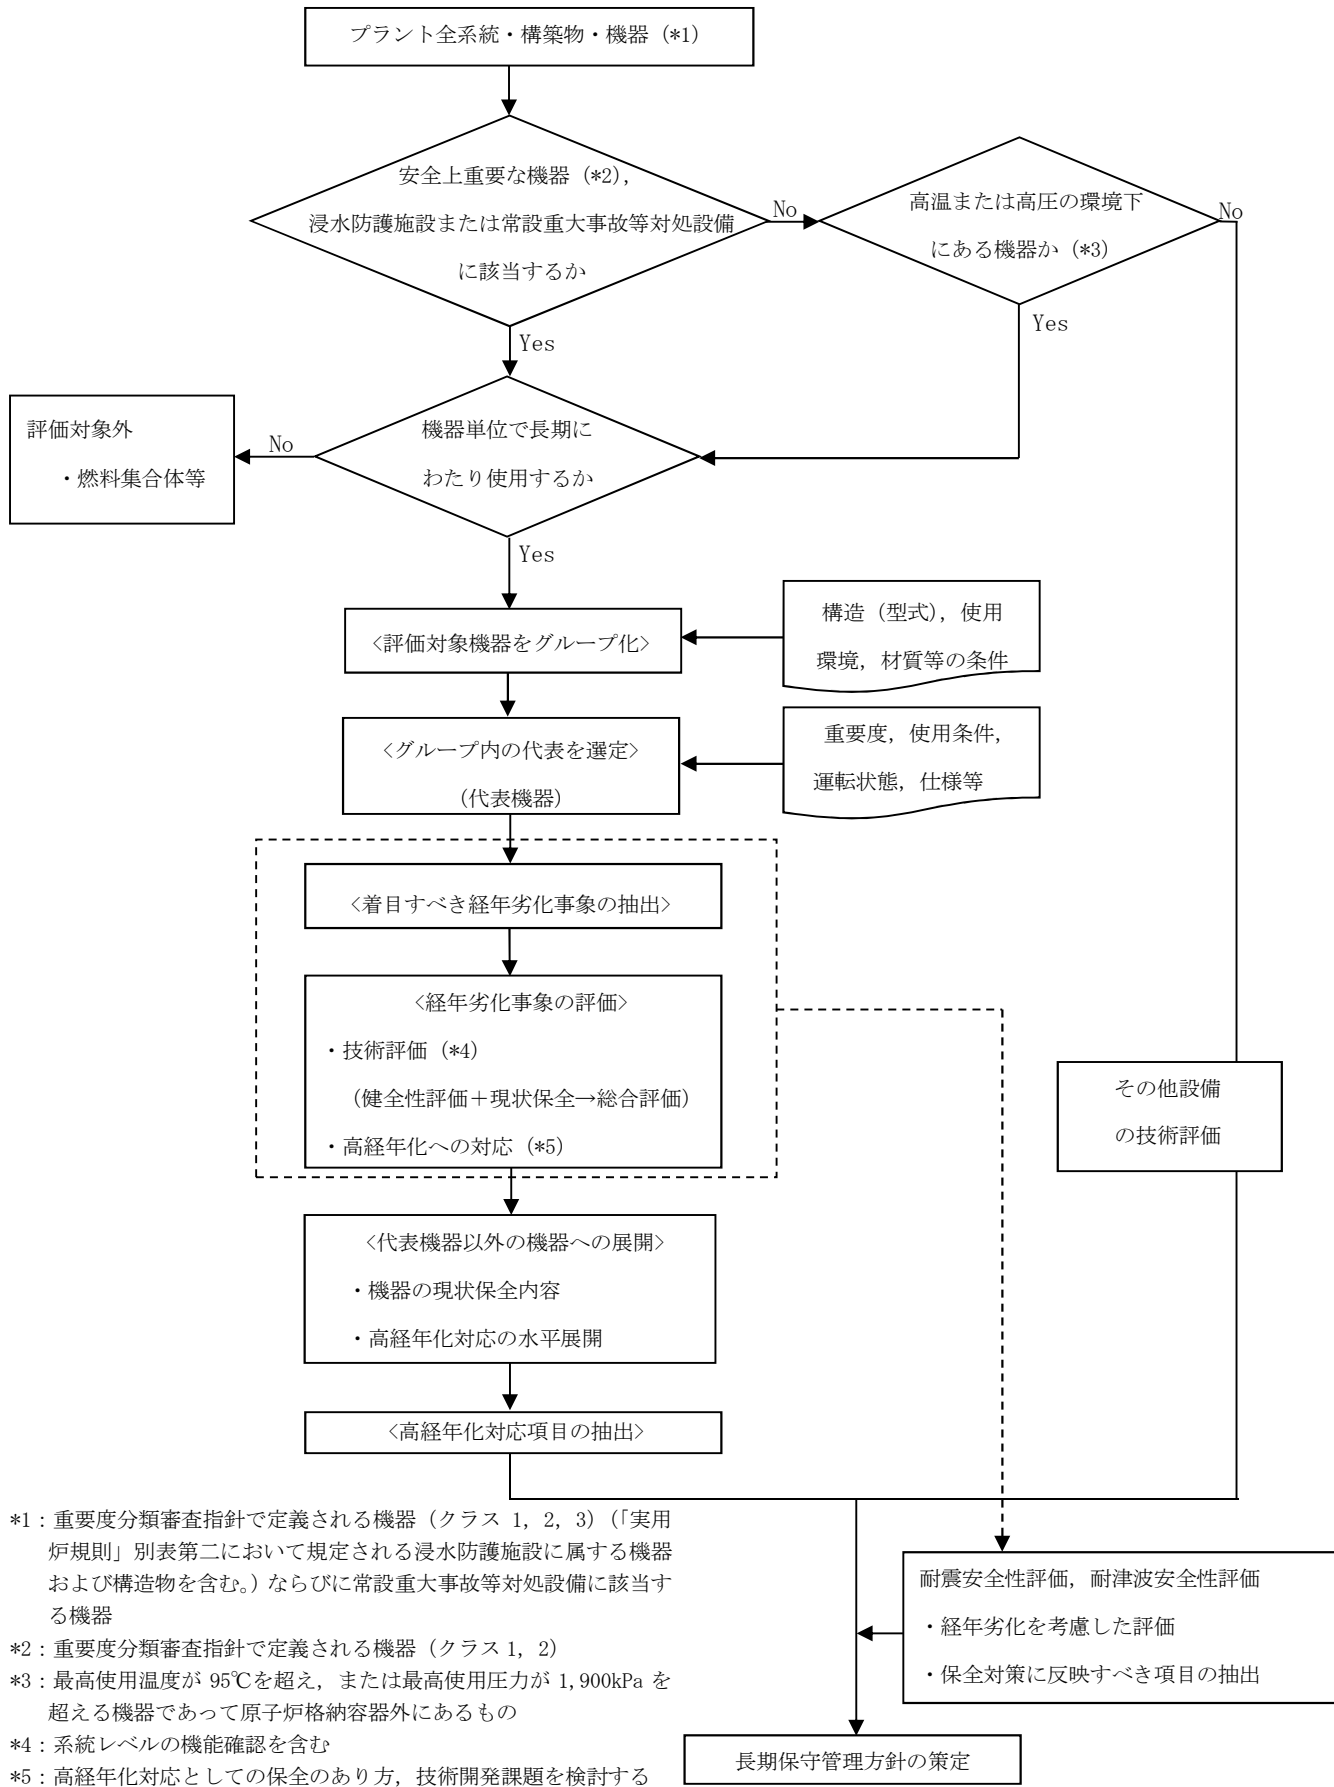 プラント全系統・構築物・機器（*1）
安全上重要な機器（*2），
浸水防護施設または常設重大事故等対処設備
に該当するか
No
高温または高圧の環境下
にある機器か（*3）
No
Yes
Yes
評価対象外
・燃料集合体等
No
機器単位で長期に
わたり使用するか
Yes
<評価対象機器をグループ化>
構造（型式），使用
環境，材質等の条件
<グループ内の代表を選定>
（代表機器）
重要度，使用条件，
運転状態，仕様等
<着目すべき経年劣化事象の抽出>
<経年劣化事象の評価>
・技術評価（*4）
（健全性評価＋現状保全→総合評価）
・高経年化への対応（*5）
その他設備
の技術評価
<代表機器以外の機器への展開>
・機器の現状保全内容
・高経年化対応の水平展開
<高経年化対応項目の抽出>
*1：重要度分類審査指針で定義される機器（クラス 1，2，3）（「実用
炉規則」別表第二において規定される浸水防護施設に属する機器
および構造物を含む。）ならびに常設重大事故等対処設備に該当す
る機器
*2：重要度分類審査指針で定義される機器（クラス 1，2）
*3：最高使用温度が 95℃を超え，または最高使用圧力が 1,900kPa を
超える機器であって原子炉格納容器外にあるもの
*4：系統レベルの機能確認を含む
*5：高経年化対応としての保全のあり方，技術開発課題を検討する
耐震安全性評価，耐津波安全性評価
・経年劣化を考慮した評価
・保全対策に反映すべき項目の抽出
長期保守管理方針の策定